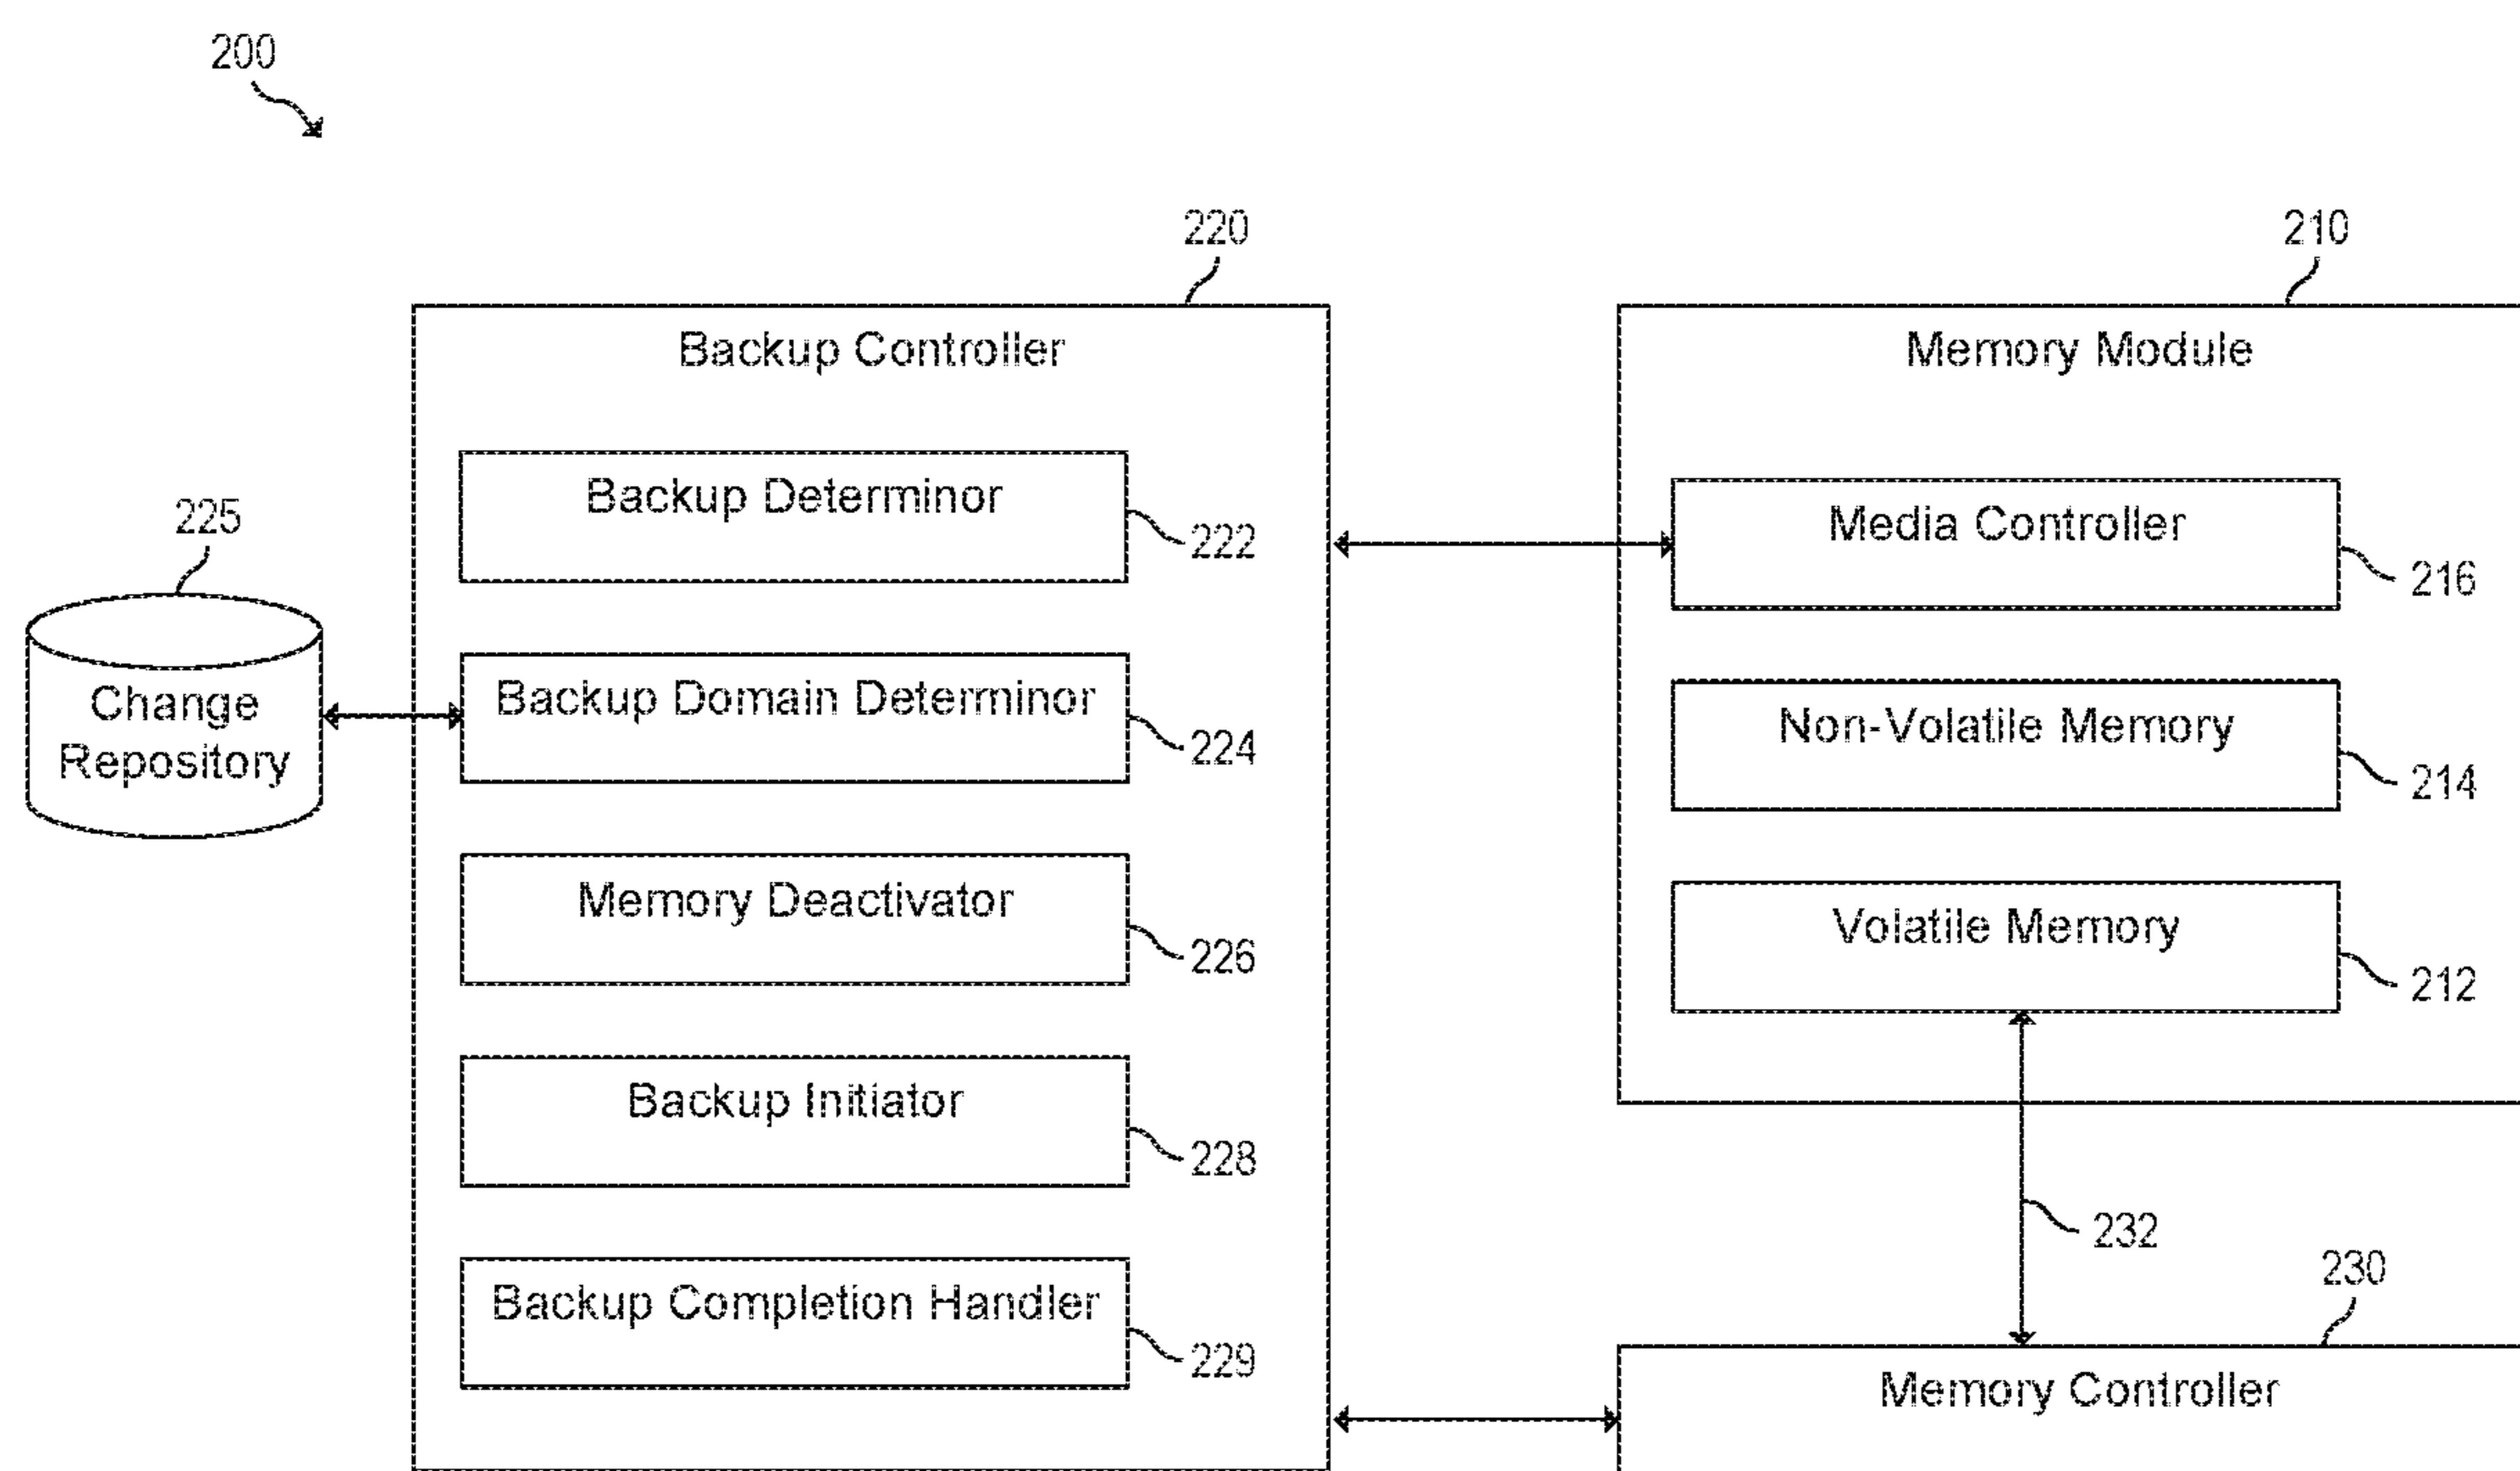 200
220
210
Backup Controller
Memory Module
Backup Determinor
222
Media Controller
216
225
Change
Repository
Backup Domain Determinor
224
Non-Volatile Memory
214
Memory Deactivator
226
Volatile Memory
212
Backup Initiator
228
232
Backup Completion Handler
229
230
Memory Controller